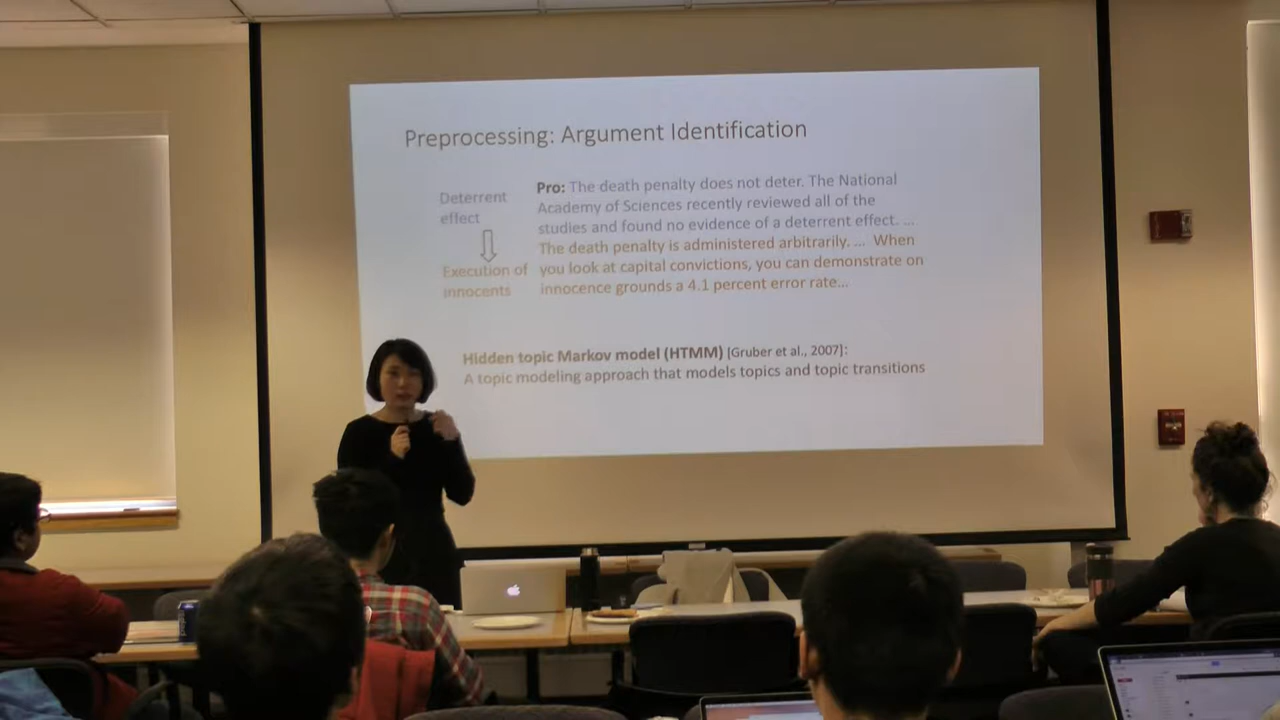 Preprocessing: Argument Identification
Deterrent
effect
Execution of
innocents
Pro: The death penalty does not deter. The National
Academy of Sciences recently reviewed all of the
studies and found no evidence of a deterrent effect. ...
The death penalty is administered arbitrarily. ... When
you look at capital convictions, you can demonstrate on
innocence grounds a 4.1 percent error rate...
Hidden topic Markov model (HTMM) [Gruber et al., 2007]:
A topic modeling approach that models topics and topic transitions